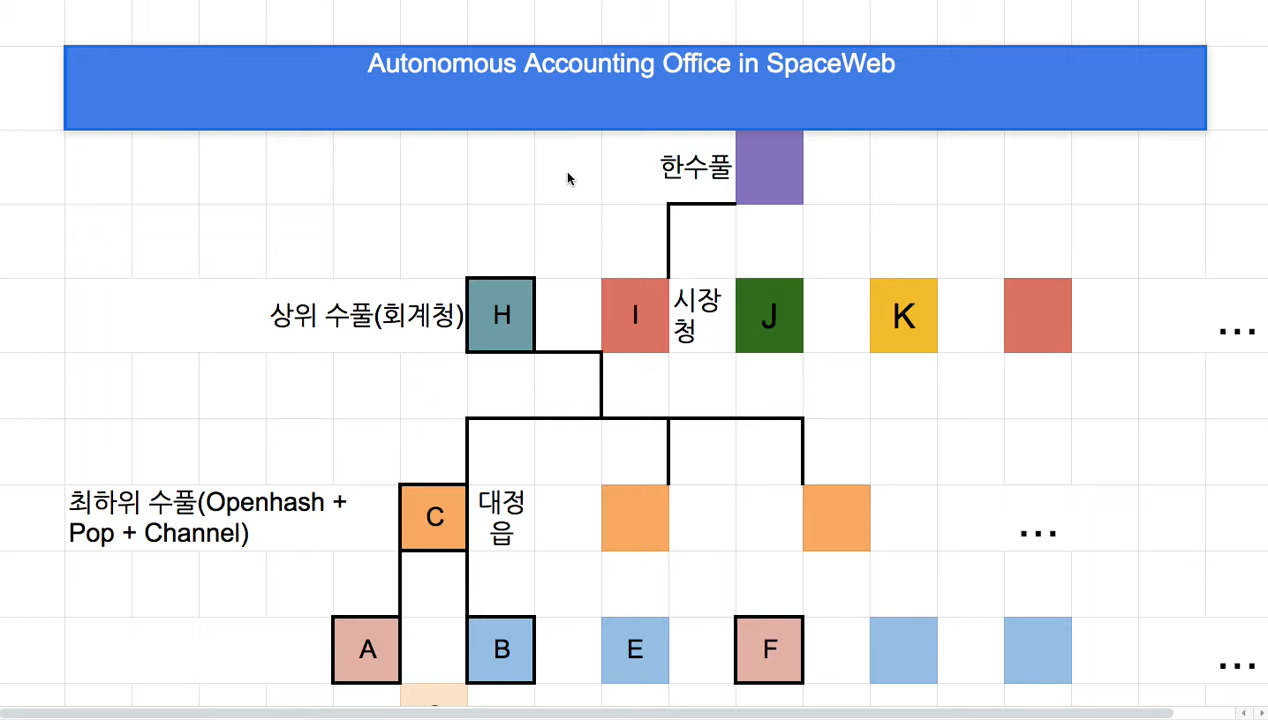 Autonomous Accounting Office in SpaceWeb
한수풀
상위 수풀(회계청)
H
I
시장
청
J
K
...
최하위 수풀(Openhash +
Pop + Channel)
C
대정
읍
...
A
B
E
F
...